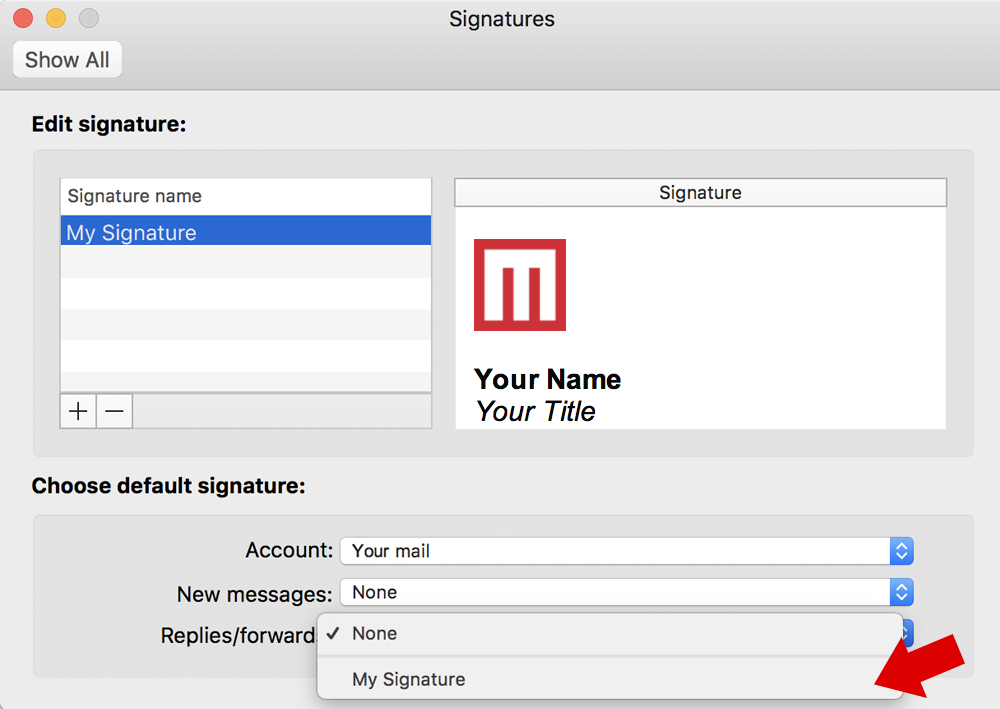 Signatures
Show All
Edit signature:
Signature name
My Signature
Signature
Your Name
Your Title
Choose default signature:
Account: Your mail
New messages: None
Replies/forward
✓ None
My Signature